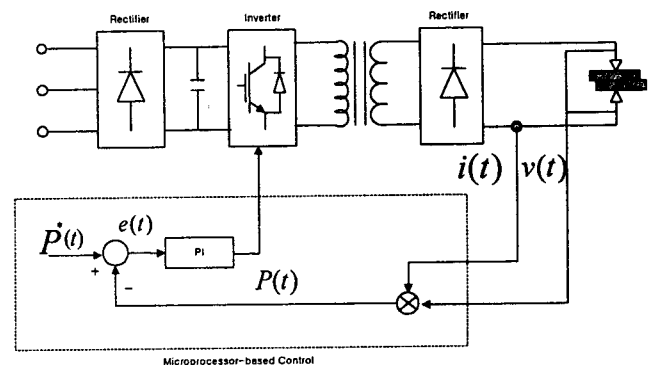 Rectifier
Inverter
Rectifier
i(t)
v(t)
P*(t)
e(t)
+
−
PI
P(t)
Microprocessor-based Control